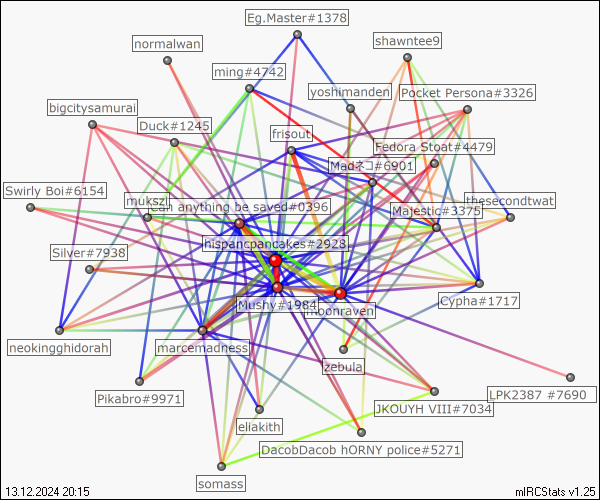 Eg.Master#1378
normalwan
shawntee9
ming#4742
yoshimanden
Pocket Persona#3326
bigcitysamurai
Duck#1245
frisout
Fedora Stoat#4479
Madネコ#6901
Swirly Boi#6154
mukszil
Can anything be saved#0396
thesecondtwat
Majestic#3375
hispanicpancakes#2928
Silver#7938
Mushy#1984
moonraven
Cypha#1717
neokingghidorah
marcemadness
zebula
Pikabro#9971
LPK2387 #7690
JKOUYH VIII#7034
eliakith
DacobDacob hORNY police#5271
somass
13.12.2024 20:15
mIRCStats v1.25